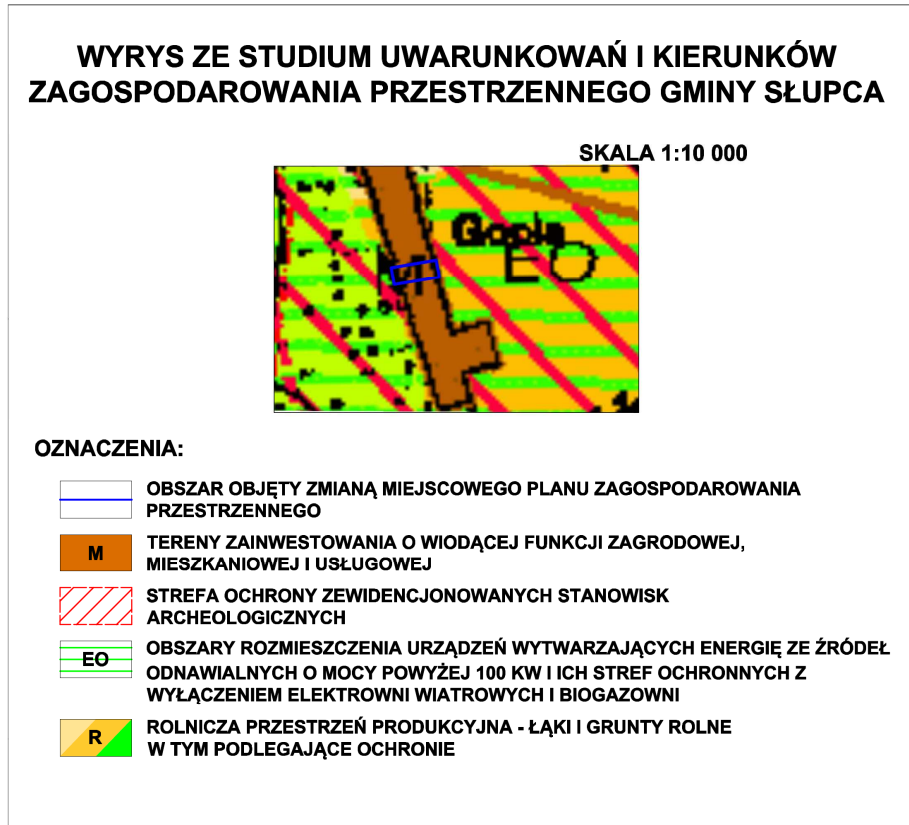 WYRYS ZE STUDIUM UWARUNKOWAŃ I KIERUNKÓW
ZAGOSPODAROWANIA PRZESTRZENNEGO GMINY SŁUPCA
SKALA 1:10 000
EO
OZNACZENIA:
OBSZAR OBJĘTY ZMIANĄ MIEJSCOWEGO PLANU ZAGOSPODAROWANIA
PRZESTRZENNEGO
M
TERENY ZAINWESTOWANIA O WIODĄCEJ FUNKCJI ZAGRODOWEJ,
MIESZKANIOWEJ I USŁUGOWEJ
STREFA OCHRONY ZEWIDENCJONOWANYCH STANOWISK
ARCHEOLOGICZNYCH
EO
OBSZARY ROZMIESZCZENIA URZĄDZEŃ WYTWARZAJĄCYCH ENERGIĘ ZE ŹRÓDEŁ
ODNAWIALNYCH O MOCY POWYŻEJ 100 KW I ICH STREF OCHRONNYCH Z
WYŁĄCZENIEM ELEKTROWNI WIATROWYCH I BIOGAZOWNI
R
ROLNICZA PRZESTRZEŃ PRODUKCYJNA - ŁĄKI I GRUNTY ROLNE
W TYM PODLEGAJĄCE OCHRONIE